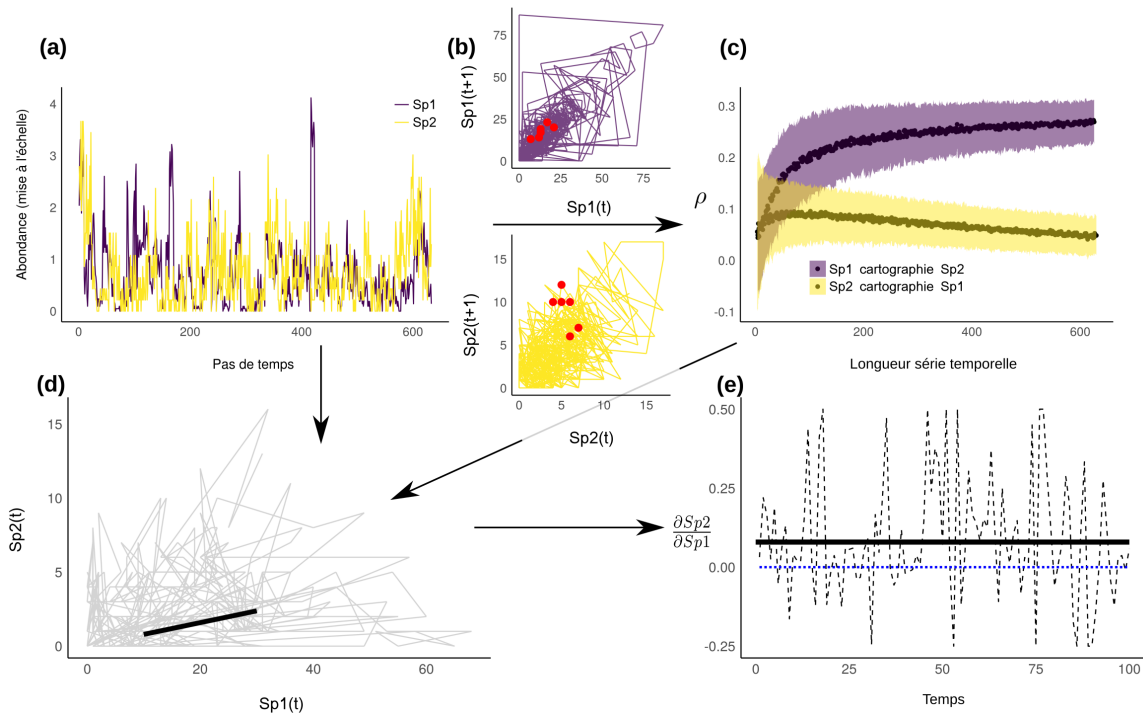 (a)
Abondance (mise à l'échelle)
4
3
2
1
0
0
200
400
600
Pas de temps
Sp1
Sp2
(b)
Sp1(t+1)
75
50
25
0
0
25
50
75
Sp1(t)
Sp2(t+1)
15
10
5
0
0
5
10
15
Sp2(t)
(c)
ρ
0.3
0.2
0.1
0.0
-0.1
0
200
400
600
Sp1 cartographie Sp2
Sp2 cartographie Sp1
Longueur série temporelle
(d)
Sp2(t)
15
10
5
0
0
20
40
60
Sp1(t)
(e)
∂Sp2
∂Sp1
0.50
0.25
0.00
-0.25
0
25
50
75
100
Temps